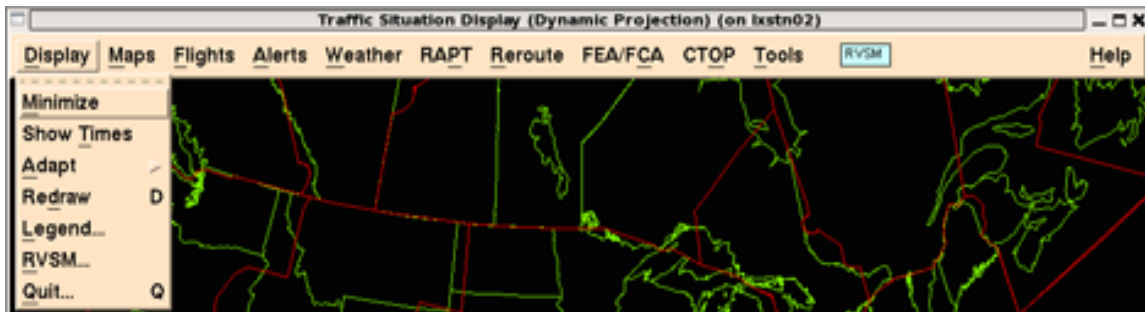 Traffic Situation Display (Dynamic Projection) (on lxstn02)
Display Maps Flights Alerts Weather RAPT Reroute FEA/FCA CTOP Tools RVSM Help
Minimize
Show Times
Adapt
Redraw D
Legend...
RVSM...
Quit... Q